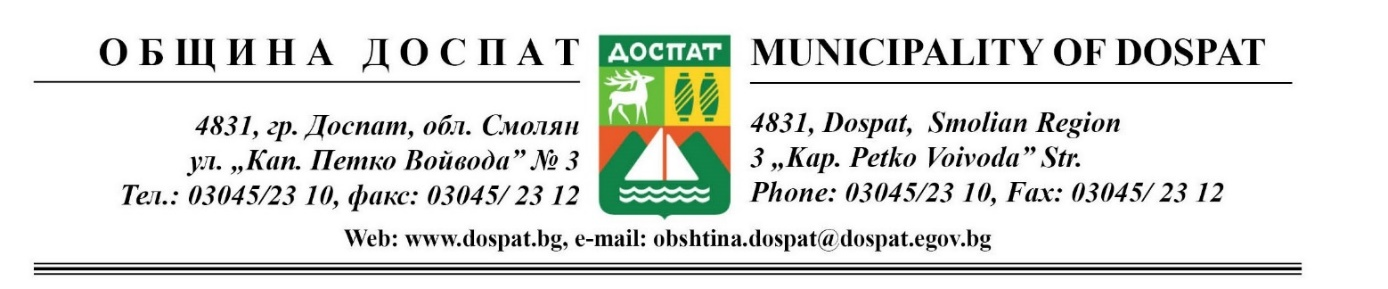 ОБЩИНА ДОСПАТ
4831, гр. Доспат, обл. Смолян
ул. „Кап. Петко Войвода” № 3
Тел.: 03045/23 10, факс: 03045/ 23 12
ДОСПАТ
MUNICIPALITY OF DOSPAT
4831, Dospat, Smolian Region
3 „Kap. Petko Voivoda” Str.
Phone: 03045/23 10, Fax: 03045/ 23 12
Web: www.dospat.bg, e-mail: obshtina.dospat@dospat.egov.bg